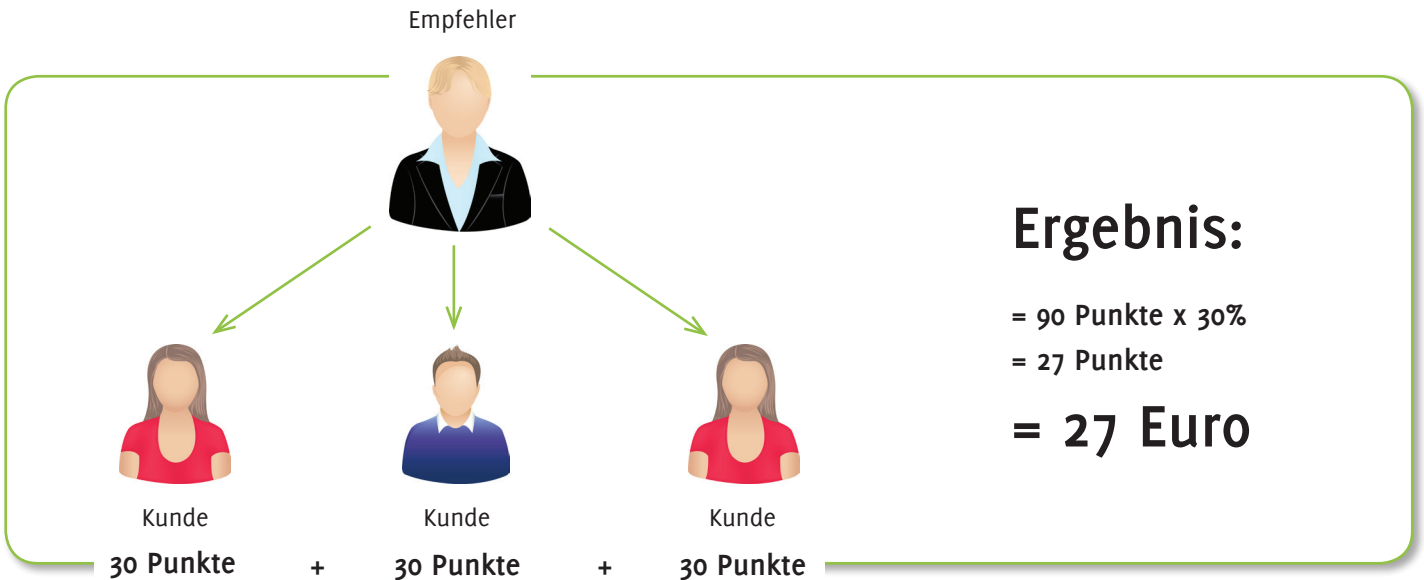 Empfehler
Kunde Kunde Kunde
30 Punkte + 30 Punkte + 30 Punkte
Ergebnis:
= 90 Punkte x 30%
= 27 Punkte
= 27 Euro